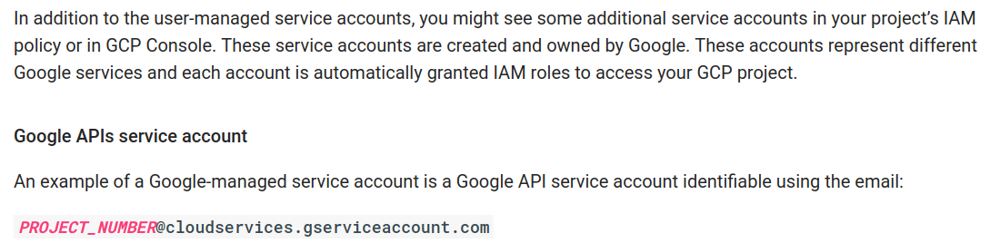 In addition to the user-managed service accounts, you might see some additional service accounts in your project’s IAM
policy or in GCP Console. These service accounts are created and owned by Google. These accounts represent different
Google services and each account is automatically granted IAM roles to access your GCP project.
Google APIs service account
An example of a Google-managed service account is a Google API service account identifiable using the email:
PROJECT_NUMBER@cloudservices.gserviceaccount.com